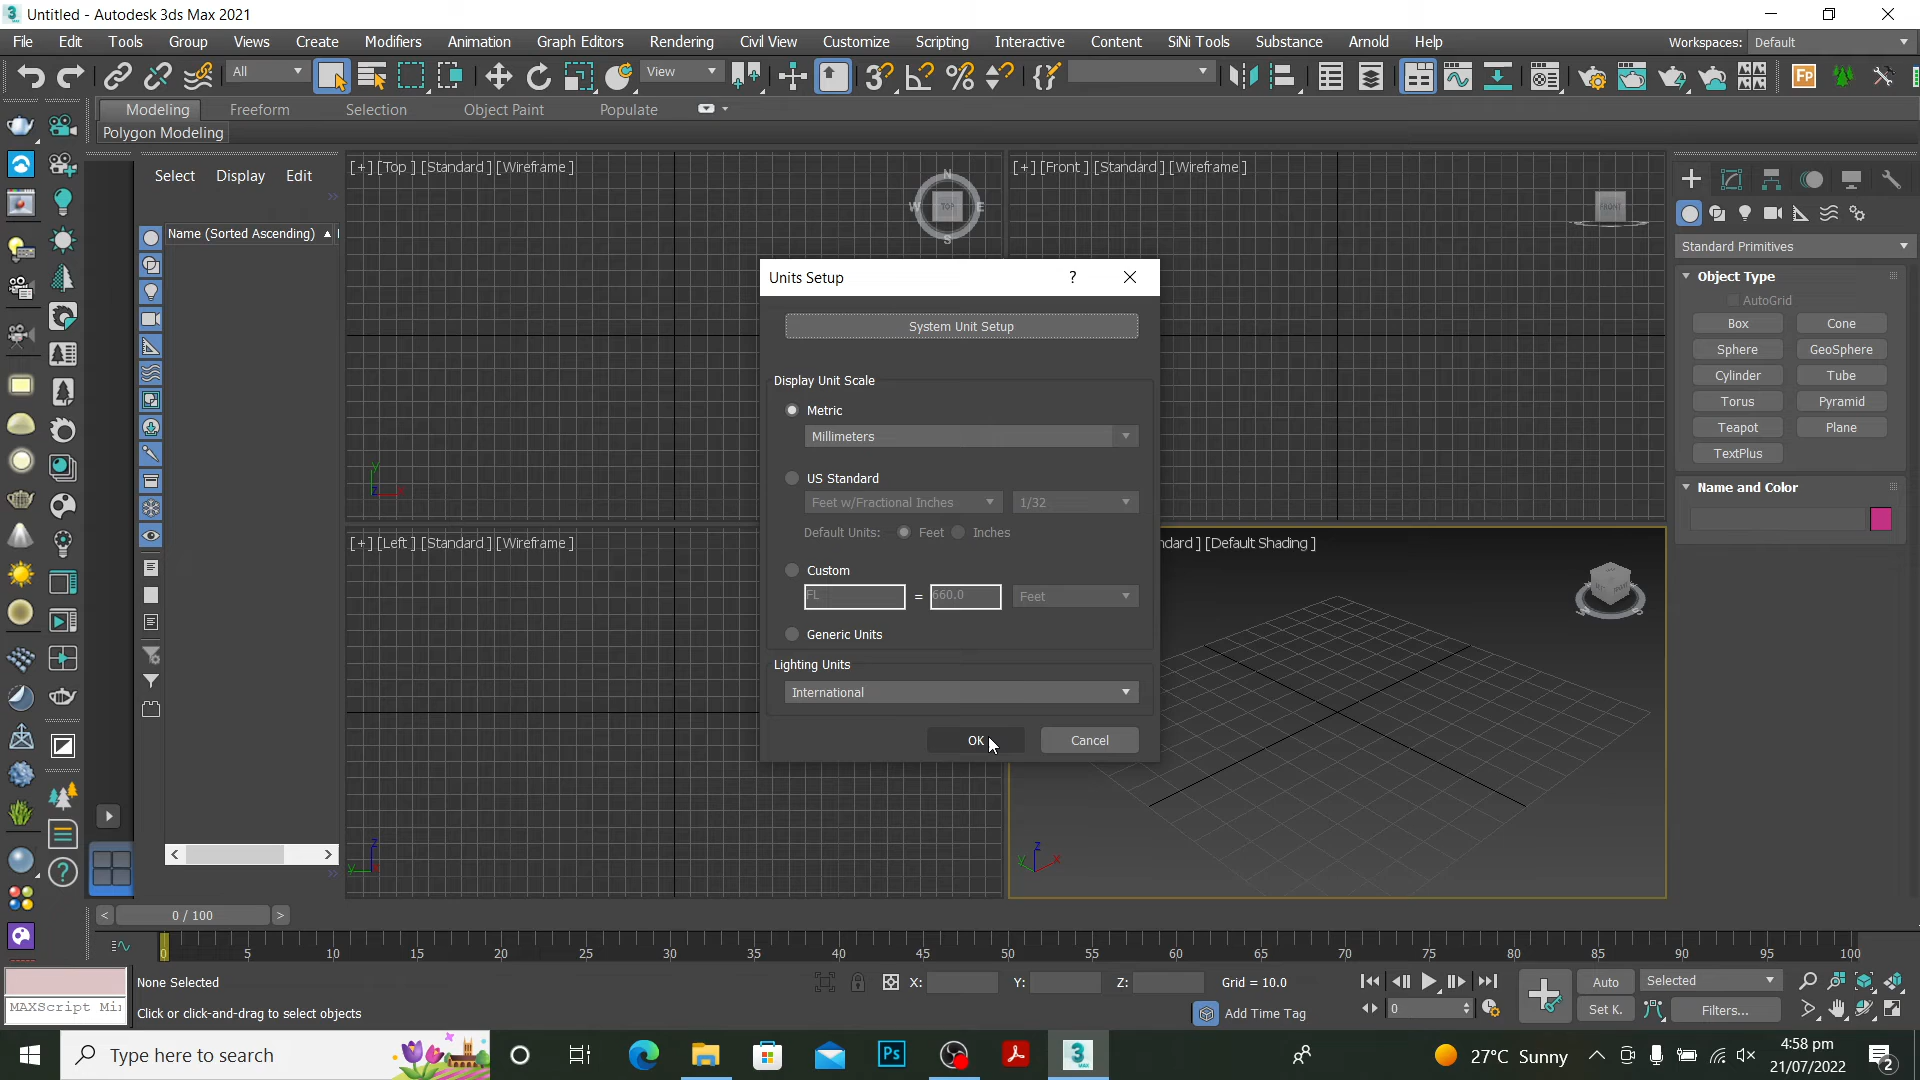 Untitled - Autodesk 3ds Max 2021
File Edit Tools Group Views Create Modifiers Animation Graph Editors Rendering Civil View Customize Scripting Interactive Content SiNi Tools Substance Arnold Help Workspaces: Default
All View
Modeling Freeform Selection Object Paint Populate
Polygon Modeling
Select Display Edit
Name (Sorted Ascending)
[+] [Top ] [Standard ] [Wireframe ]
N W TOP E S
[+] [Front ] [Standard ] [Wireframe ]
FRONT
Units Setup ?
System Unit Setup
Display Unit Scale
Metric
Millimeters
US Standard
Feet w/Fractional Inches 1/32
Default Units: Feet Inches
Custom
FL = 660.0 Feet
Generic Units
Lighting Units
International
OK Cancel
[+] [Left ] [Standard ] [Wireframe ]
ndard ] [Default Shading ]
Standard Primitives
Object Type
AutoGrid
Box Cone
Sphere GeoSphere
Cylinder Tube
Torus Pyramid
Teapot Plane
TextPlus
Name and Color
< 0 / 100 >
0 5 10 15 20 25 30 35 40 45 50 55 60 65 70 75 80 85 90 95 100
None Selected X: Y: Z: Grid = 10.0 Auto Selected
MAXScript Mi Click or click-and-drag to select objects Add Time Tag 0 Set K. Filters...
Type here to search 27°C Sunny
4:58 pm
21/07/2022
2